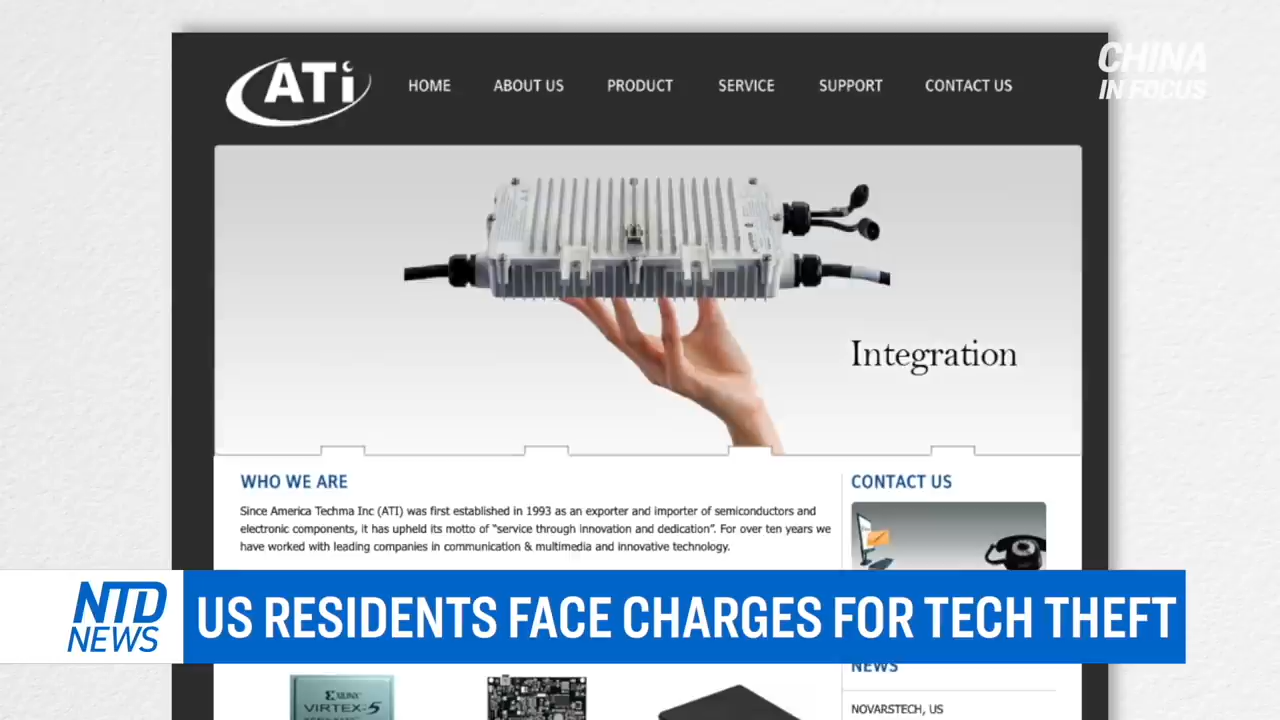 CHINA
IN FOCUS
ATi
HOME ABOUT US PRODUCT SERVICE SUPPORT CONTACT US
Integration
WHO WE ARE
Since America Techma Inc (ATI) was first established in 1993 as an exporter and importer of semiconductors and
electronic components, it has upheld its motto of “service through innovation and dedication”. For over ten years we
have worked with leading companies in communication & multimedia and innovative technology.
CONTACT US
NTD
NEWS
US RESIDENTS FACE CHARGES FOR TECH THEFT
NEWS
XILINX
VIRTEX-5
NOVARSTECH, US